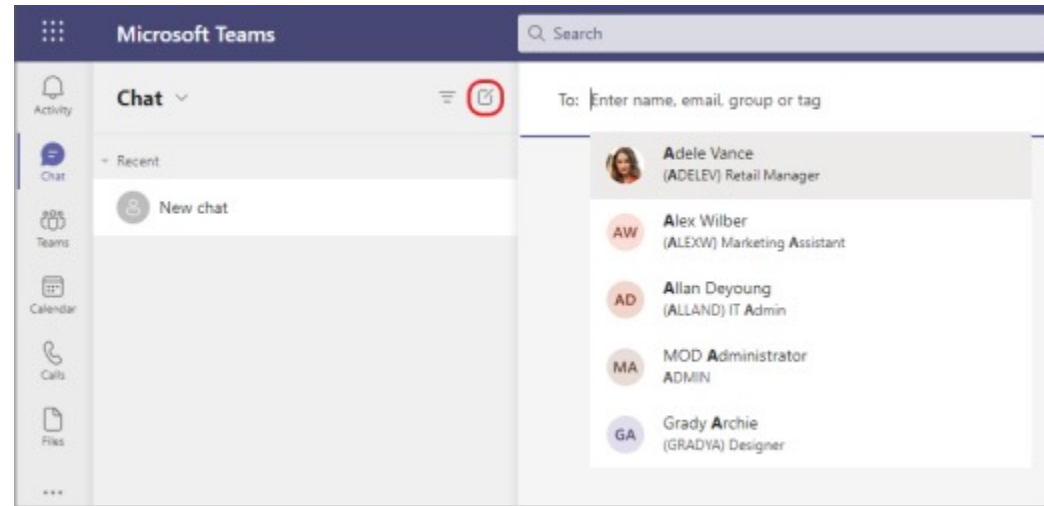 Microsoft Teams
Search
Activity
Chat
To: Enter name, email, group or tag
Chat
Recent
New chat
Teams
Calendar
Calls
Files
Adele Vance
(ADELEV) Retail Manager
AW
Alex Wilber
(ALEXW) Marketing Assistant
AD
Allan Deyoung
(ALLAND) IT Admin
MA
MOD Administrator
ADMIN
GA
Grady Archie
(GRADYA) Designer